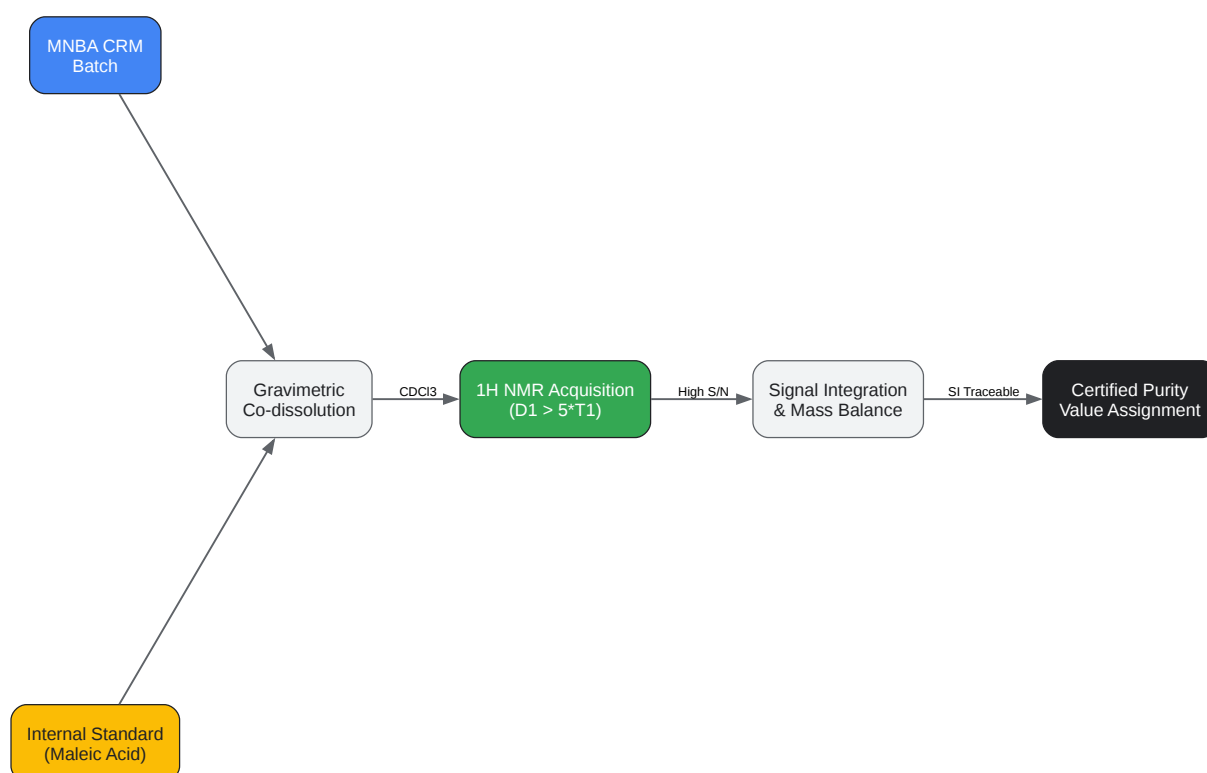 MNBA CRM
Batch
Gravimetric
Co-dissolution
CDCl3
1H NMR Acquisition
(D1 > 5*T1)
High S/N
Signal Integration
& Mass Balance
SI Traceable
Certified Purity
Value Assignment
Internal Standard
(Maleic Acid)